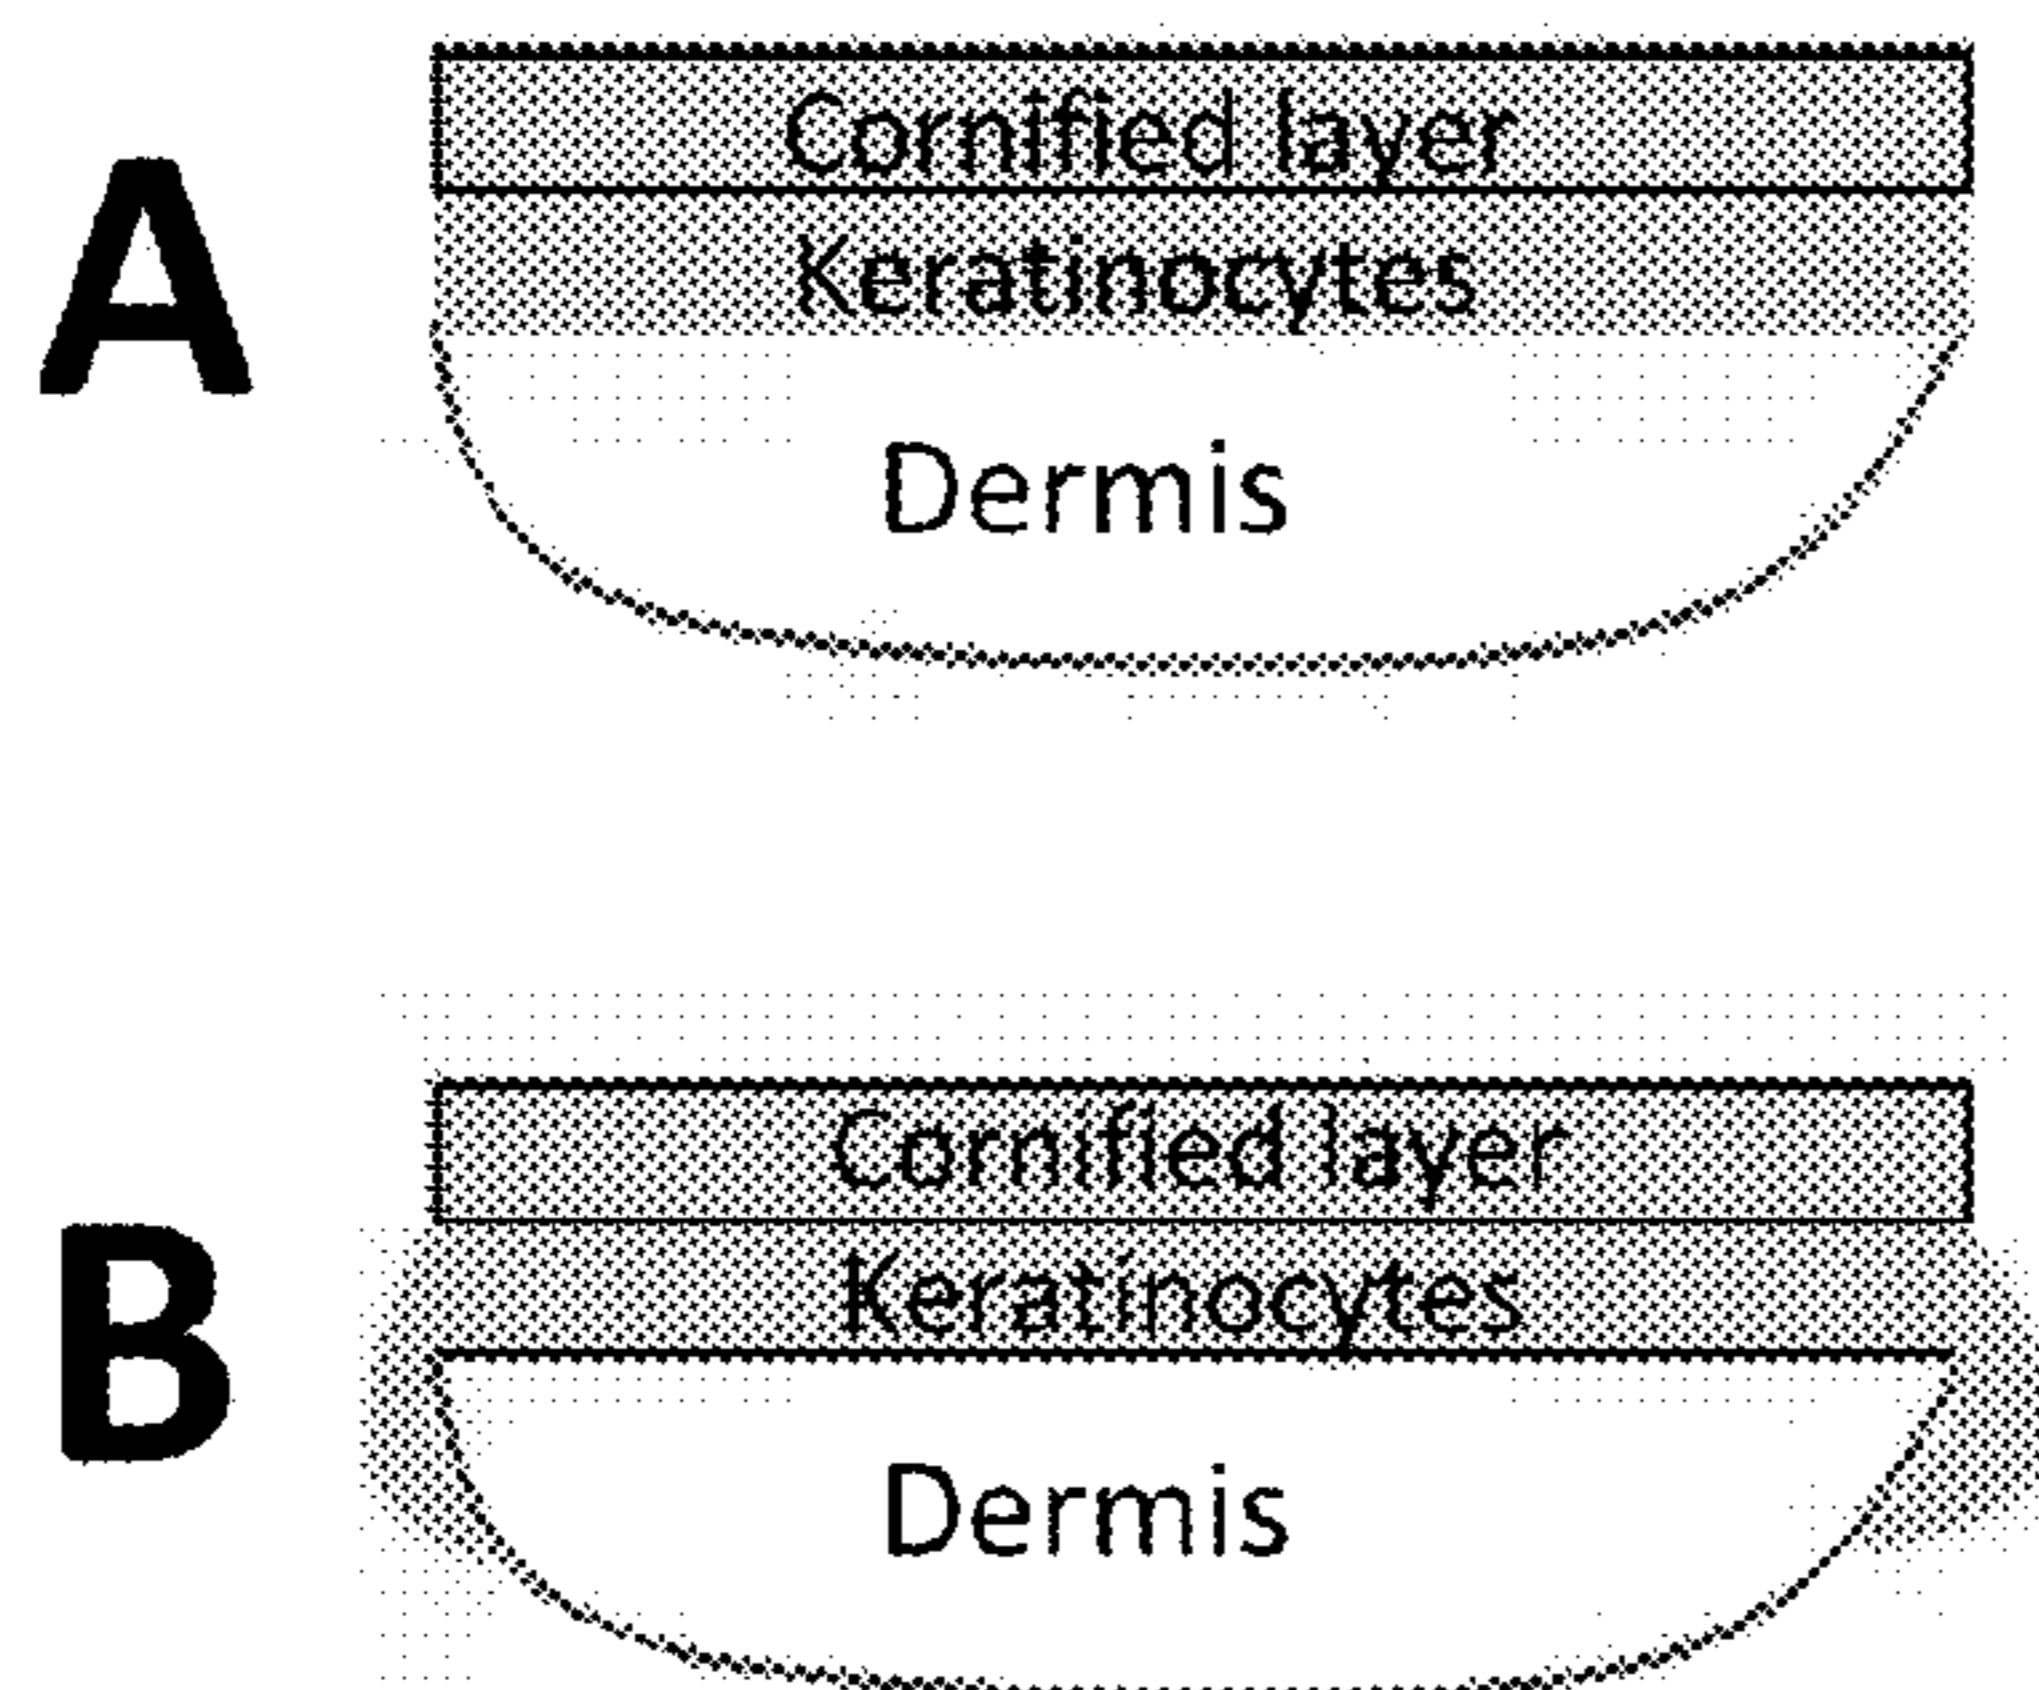 A
Cornified layer
Keratinocytes
Dermis
B
Cornified layer
Keratinocytes
Dermis